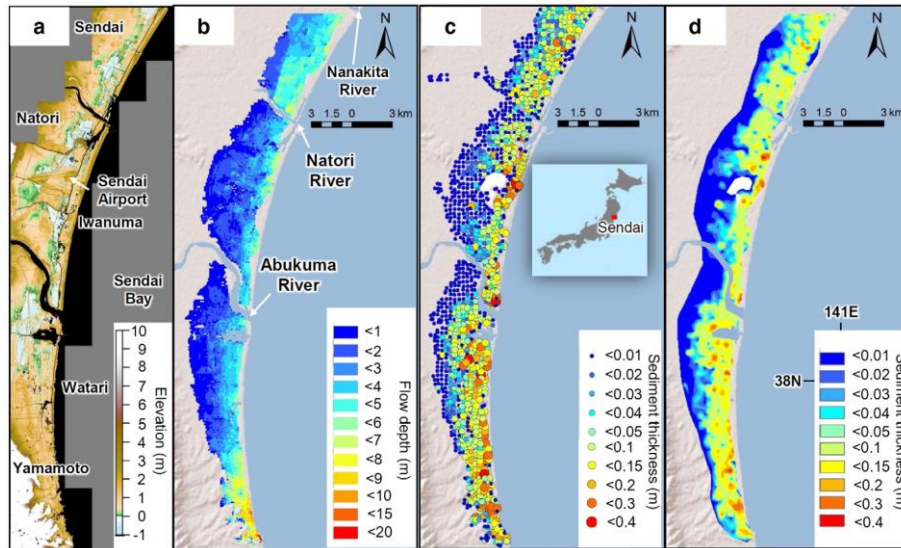 a
Sendai
Natori
Sendai
Airport
Iwanuma
Sendai
Bay
Watari
Yamamoto
10
9
8
7
6
5
4
3
2
1
0
-1
Elevation (m)
b
N
Nanakita
River
3 1.5 0 3 km
Natori
River
Abukuma
River
<1
<2
<3
<4
<5
<6
<7
<8
<9
<10
<15
<20
Flow depth (m)
c
N
3 1.5 0 3 km
Sendai
<0.01
<0.02
<0.03
<0.04
<0.05
<0.1
<0.15
<0.2
<0.3
<0.4
Sediment thickness (m)
d
N
3 1.5 0 3 km
141E
38N
<0.01
<0.02
<0.03
<0.04
<0.05
<0.1
<0.15
<0.2
<0.3
<0.4
Sediment thickness (m)